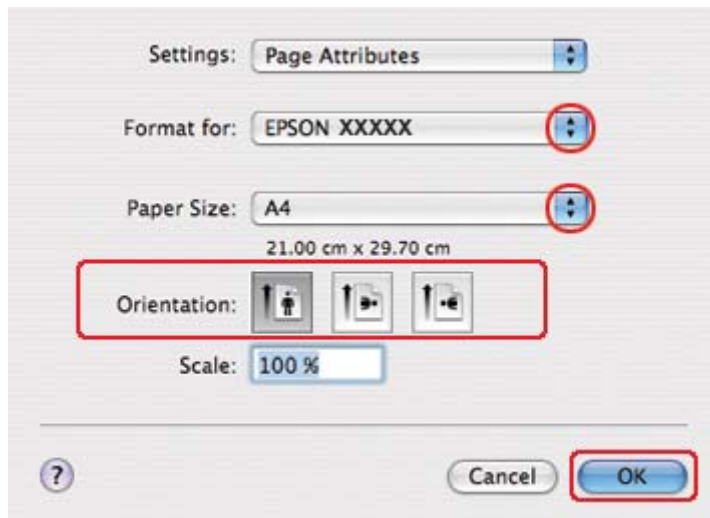 Settings: Page Attributes
Format for: EPSON XXXXX
Paper Size: A4
21.00 cm x 29.70 cm
Orientation:
Scale: 100 %
? Cancel OK